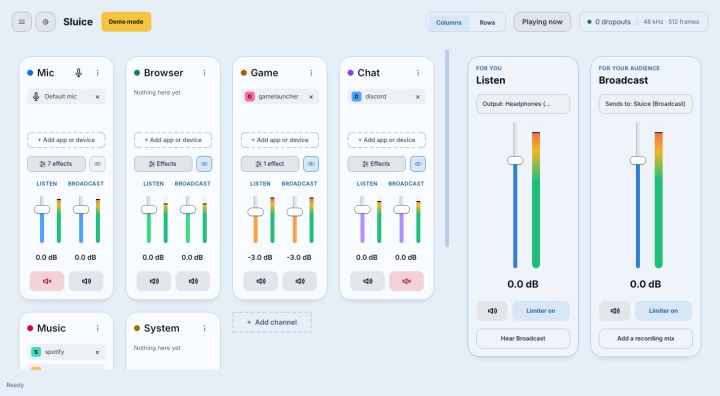 Sluice
Demo mode
Columns
Rows
Playing now
0 dropouts
48 kHz · 512 frames
Mic
Default mic
+ Add app or device
7 effects
LISTEN
BROADCAST
0.0 dB
0.0 dB
Browser
Nothing here yet
+ Add app or device
Effects
LISTEN
BROADCAST
0.0 dB
0.0 dB
Game
G
gamelauncher
+ Add app or device
1 effect
LISTEN
BROADCAST
-3.0 dB
-3.0 dB
Chat
D
discord
+ Add app or device
Effects
LISTEN
BROADCAST
0.0 dB
0.0 dB
Music
S
spotify
System
Nothing here yet
+ Add channel
FOR YOU
Listen
Output: Headphones (...
0.0 dB
Limiter on
Hear Broadcast
FOR YOUR AUDIENCE
Broadcast
Sends to: Sluice (Broadcast)
0.0 dB
Limiter on
Add a recording mix
Ready